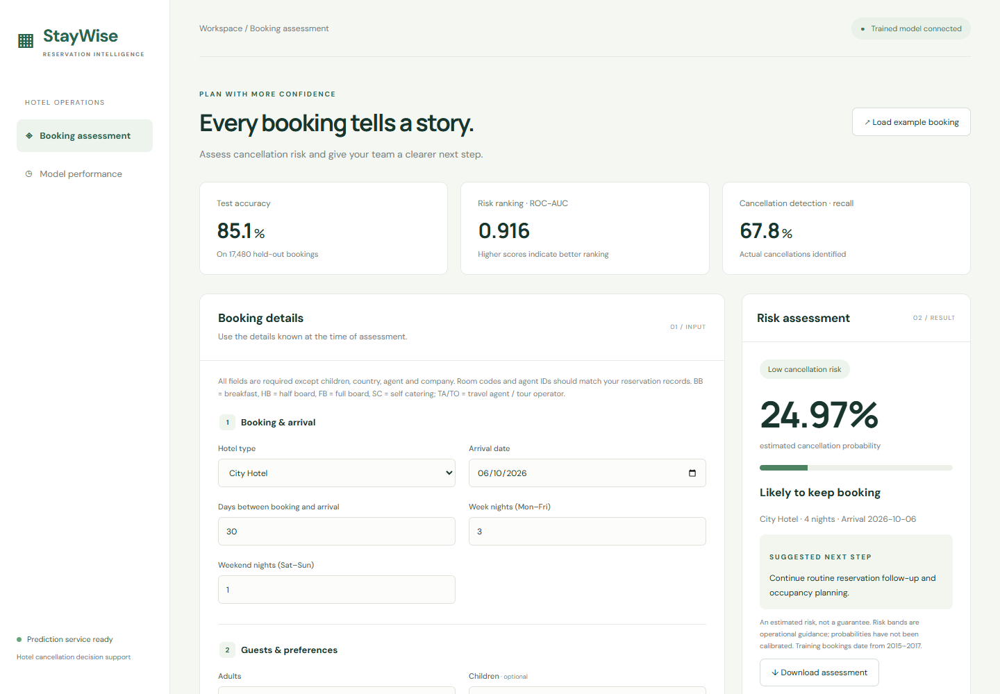 StayWise
RESERVATION INTELLIGENCE
HOTEL OPERATIONS
Booking assessment
Model performance
Prediction service ready
Hotel cancellation decision support
Workspace / Booking assessment
Trained model connected
PLAN WITH MORE CONFIDENCE
Every booking tells a story.
Assess cancellation risk and give your team a clearer next step.
↗ Load example booking
Test accuracy
85.1%
On 17,480 held-out bookings
Risk ranking · ROC-AUC
0.916
Higher scores indicate better ranking
Cancellation detection · recall
67.8%
Actual cancellations identified
Booking details
Use the details known at the time of assessment.
01 / INPUT
All fields are required except children, country, agent and company. Room codes and agent IDs should match your reservation records. BB
= breakfast, HB = half board, FB = full board, SC = self catering; TA/TO = travel agent / tour operator.
1 Booking & arrival
Hotel type
City Hotel
Arrival date
06/10/2026
Days between booking and arrival
30
Week nights (Mon–Fri)
3
Weekend nights (Sat–Sun)
1
2 Guests & preferences
Adults
Children · optional
Risk assessment
02 / RESULT
Low cancellation risk
24.97%
estimated cancellation probability
Likely to keep booking
City Hotel · 4 nights · Arrival 2026-10-06
SUGGESTED NEXT STEP
Continue routine reservation follow-up and
occupancy planning.
An estimated risk, not a guarantee. Risk bands are
operational guidance; probabilities have not been
calibrated. Training bookings date from 2015–2017.
↓ Download assessment